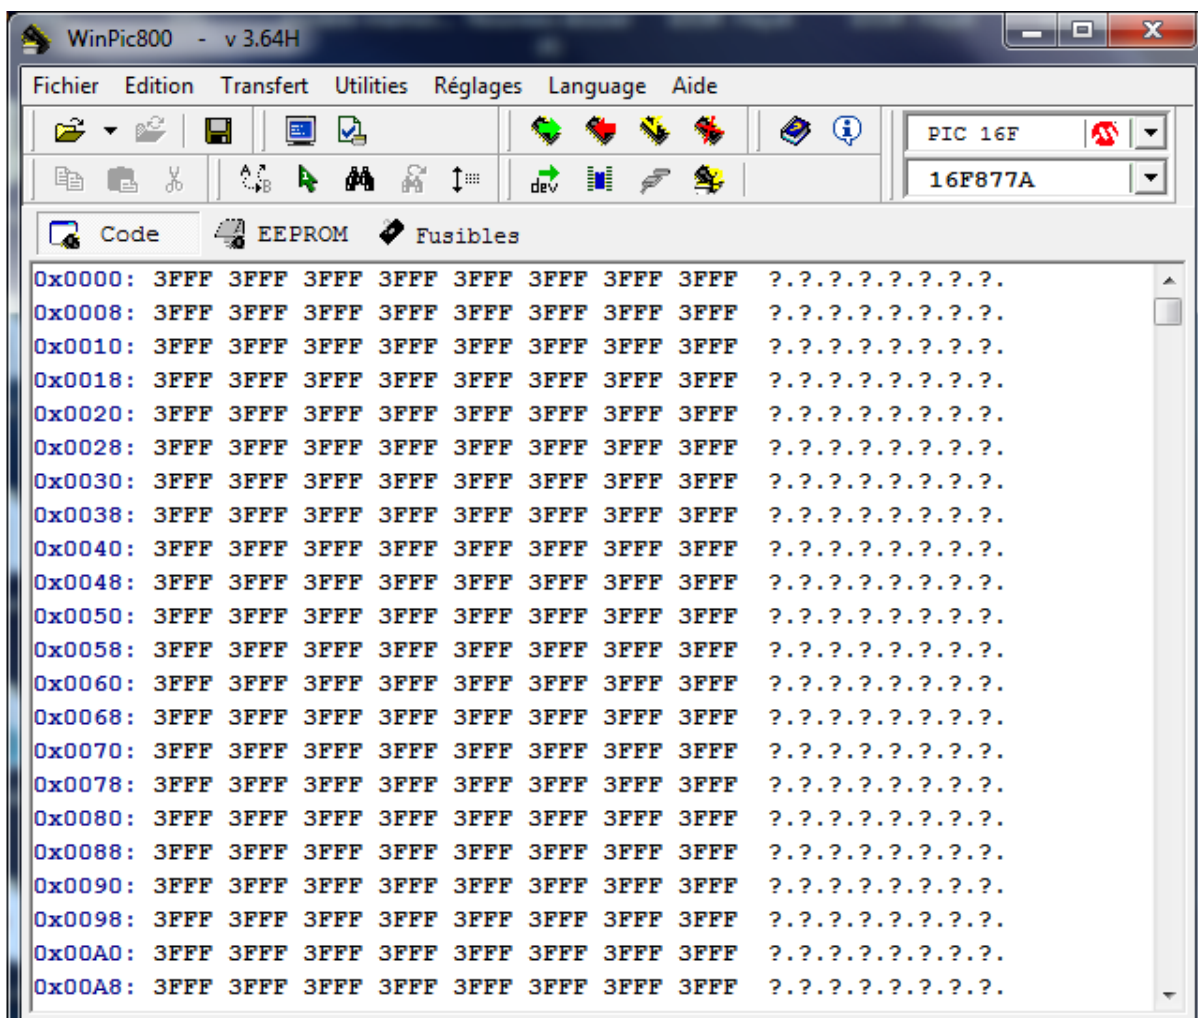 WinPic800 - v 3.64H
Fichier Edition Transfert Utilities Réglages Language Aide
PIC 16F
dev 16F877A
Code EEPROM Fusibles
0x0000: 3FFF 3FFF 3FFF 3FFF 3FFF 3FFF 3FFF 3FFF ?.?.?.?.?.?.?.?.
0x0008: 3FFF 3FFF 3FFF 3FFF 3FFF 3FFF 3FFF 3FFF ?.?.?.?.?.?.?.?.
0x0010: 3FFF 3FFF 3FFF 3FFF 3FFF 3FFF 3FFF 3FFF ?.?.?.?.?.?.?.?.
0x0018: 3FFF 3FFF 3FFF 3FFF 3FFF 3FFF 3FFF 3FFF ?.?.?.?.?.?.?.?.
0x0020: 3FFF 3FFF 3FFF 3FFF 3FFF 3FFF 3FFF 3FFF ?.?.?.?.?.?.?.?.
0x0028: 3FFF 3FFF 3FFF 3FFF 3FFF 3FFF 3FFF 3FFF ?.?.?.?.?.?.?.?.
0x0030: 3FFF 3FFF 3FFF 3FFF 3FFF 3FFF 3FFF 3FFF ?.?.?.?.?.?.?.?.
0x0038: 3FFF 3FFF 3FFF 3FFF 3FFF 3FFF 3FFF 3FFF ?.?.?.?.?.?.?.?.
0x0040: 3FFF 3FFF 3FFF 3FFF 3FFF 3FFF 3FFF 3FFF ?.?.?.?.?.?.?.?.
0x0048: 3FFF 3FFF 3FFF 3FFF 3FFF 3FFF 3FFF 3FFF ?.?.?.?.?.?.?.?.
0x0050: 3FFF 3FFF 3FFF 3FFF 3FFF 3FFF 3FFF 3FFF ?.?.?.?.?.?.?.?.
0x0058: 3FFF 3FFF 3FFF 3FFF 3FFF 3FFF 3FFF 3FFF ?.?.?.?.?.?.?.?.
0x0060: 3FFF 3FFF 3FFF 3FFF 3FFF 3FFF 3FFF 3FFF ?.?.?.?.?.?.?.?.
0x0068: 3FFF 3FFF 3FFF 3FFF 3FFF 3FFF 3FFF 3FFF ?.?.?.?.?.?.?.?.
0x0070: 3FFF 3FFF 3FFF 3FFF 3FFF 3FFF 3FFF 3FFF ?.?.?.?.?.?.?.?.
0x0078: 3FFF 3FFF 3FFF 3FFF 3FFF 3FFF 3FFF 3FFF ?.?.?.?.?.?.?.?.
0x0080: 3FFF 3FFF 3FFF 3FFF 3FFF 3FFF 3FFF 3FFF ?.?.?.?.?.?.?.?.
0x0088: 3FFF 3FFF 3FFF 3FFF 3FFF 3FFF 3FFF 3FFF ?.?.?.?.?.?.?.?.
0x0090: 3FFF 3FFF 3FFF 3FFF 3FFF 3FFF 3FFF 3FFF ?.?.?.?.?.?.?.?.
0x0098: 3FFF 3FFF 3FFF 3FFF 3FFF 3FFF 3FFF 3FFF ?.?.?.?.?.?.?.?.
0x00A0: 3FFF 3FFF 3FFF 3FFF 3FFF 3FFF 3FFF 3FFF ?.?.?.?.?.?.?.?.
0x00A8: 3FFF 3FFF 3FFF 3FFF 3FFF 3FFF 3FFF 3FFF ?.?.?.?.?.?.?.?.